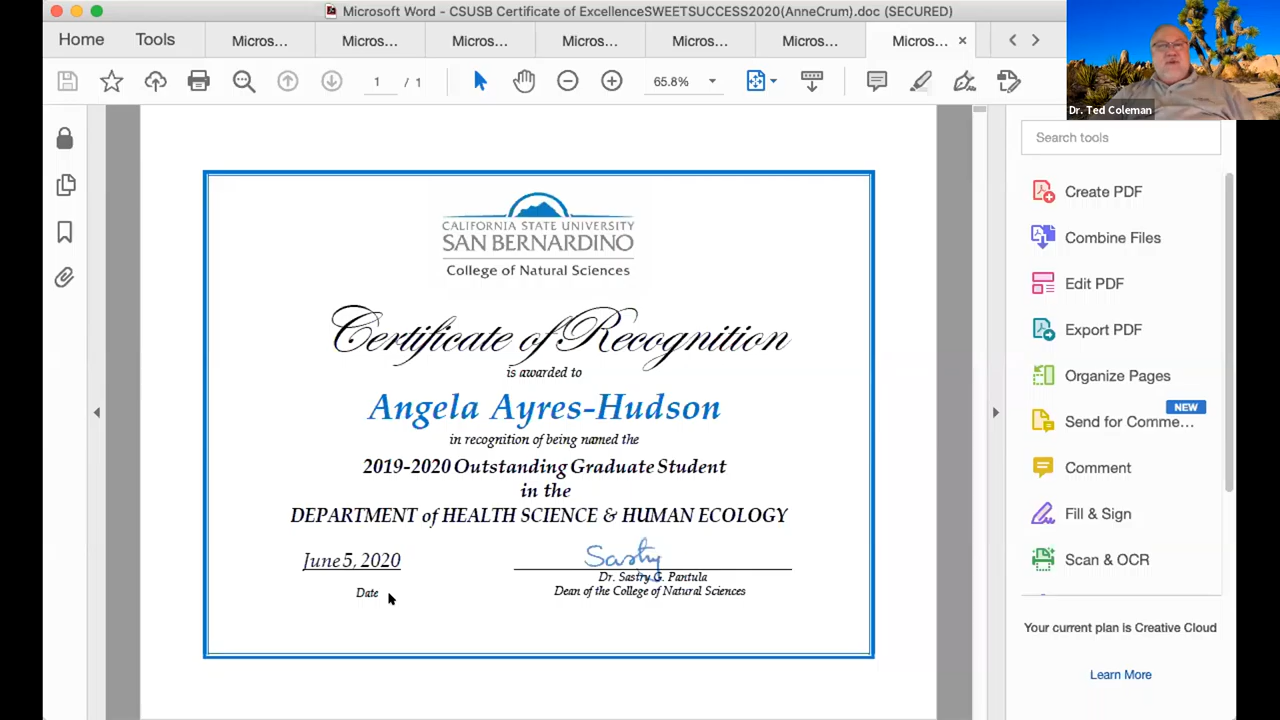 Microsoft Word - CSUSB Certificate of ExcellenceSWEETSUCCESS2020(AnneCrum).doc (SECURED)
Home Tools Micros... Micros... Micros... Micros... Micros... Micros... Micros... ×
1 / 1 65.8%
Dr. Ted Coleman
Search tools
Create PDF
Combine Files
Edit PDF
Export PDF
Organize Pages
NEW
Send for Comme...
Comment
Fill & Sign
Scan & OCR
Your current plan is Creative Cloud
Learn More
CALIFORNIA STATE UNIVERSITY
SAN BERNARDINO
College of Natural Sciences
Certificate of Recognition
is awarded to
Angela Ayres-Hudson
in recognition of being named the
2019-2020 Outstanding Graduate Student
in the
DEPARTMENT of HEALTH SCIENCE & HUMAN ECOLOGY
June 5, 2020
Date
Sastry
Dr. Sastry G. Pantula
Dean of the College of Natural Sciences